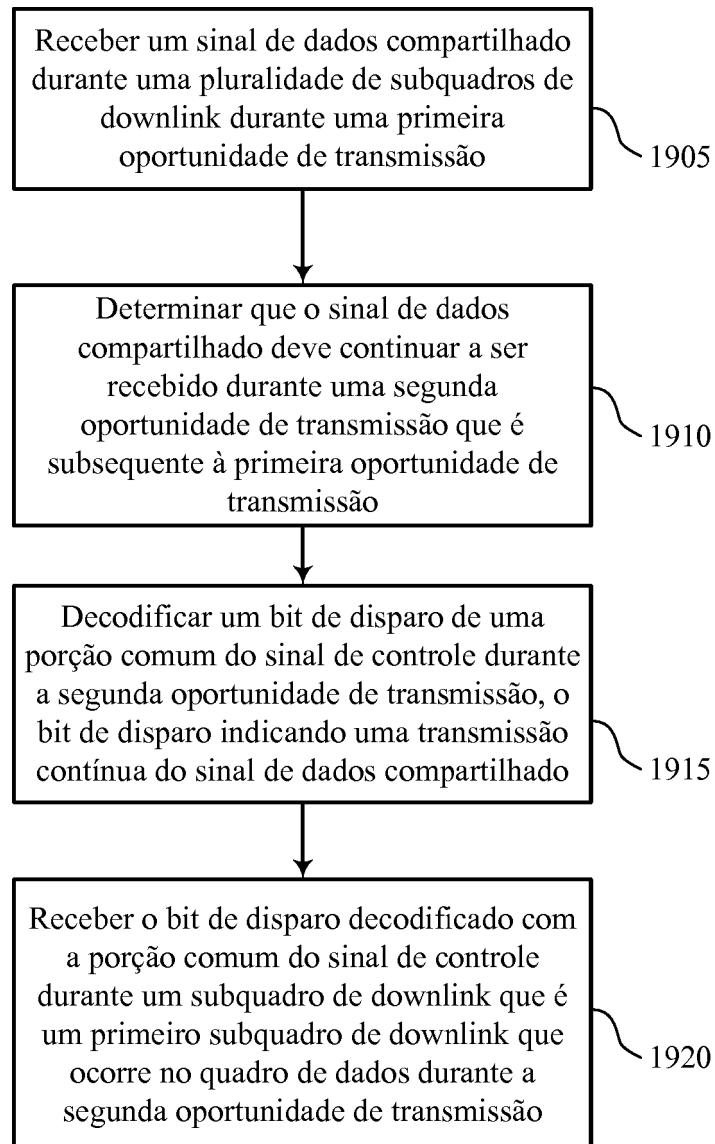 Receber um sinal de dados compartilhado
durante uma pluralidade de subquadros de
downlink durante uma primeira
oportunidade de transmissão
1905
Determinar que o sinal de dados
compartilhado deve continuar a ser
recebido durante uma segunda
oportunidade de transmissão que é
subsequente à primeira oportunidade de
transmissão
1910
Decodificar um bit de disparo de uma
porção comum do sinal de controle durante
a segunda oportunidade de transmissão, o
bit de disparo indicando uma transmissão
contínua do sinal de dados compartilhado
1915
Receber o bit de disparo decodificado com
a porção comum do sinal de controle
durante um subquadro de downlink que é
um primeiro subquadro de downlink que
ocorre no quadro de dados durante a
segunda oportunidade de transmissão
1920